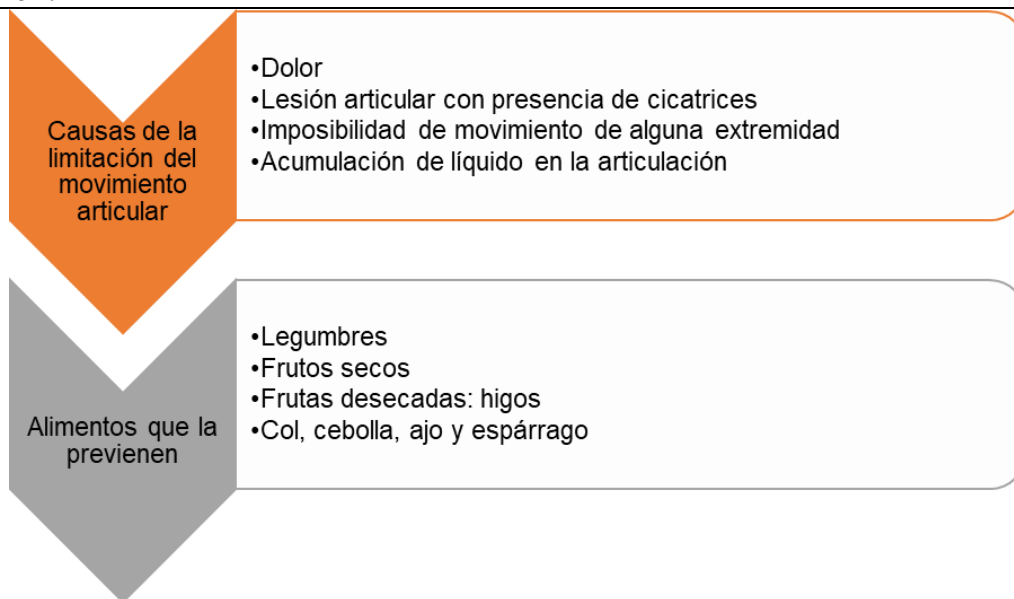 Causas de la
limitación del
movimiento
articular
•Dolor
•Lesión articular con presencia de cicatrices
•Imposibilidad de movimiento de alguna extremidad
•Acumulación de líquido en la articulación
Alimentos que la
previenen
•Legumbres
•Frutos secos
•Frutas desecadas: higos
•Col, cebolla, ajo y espárrago